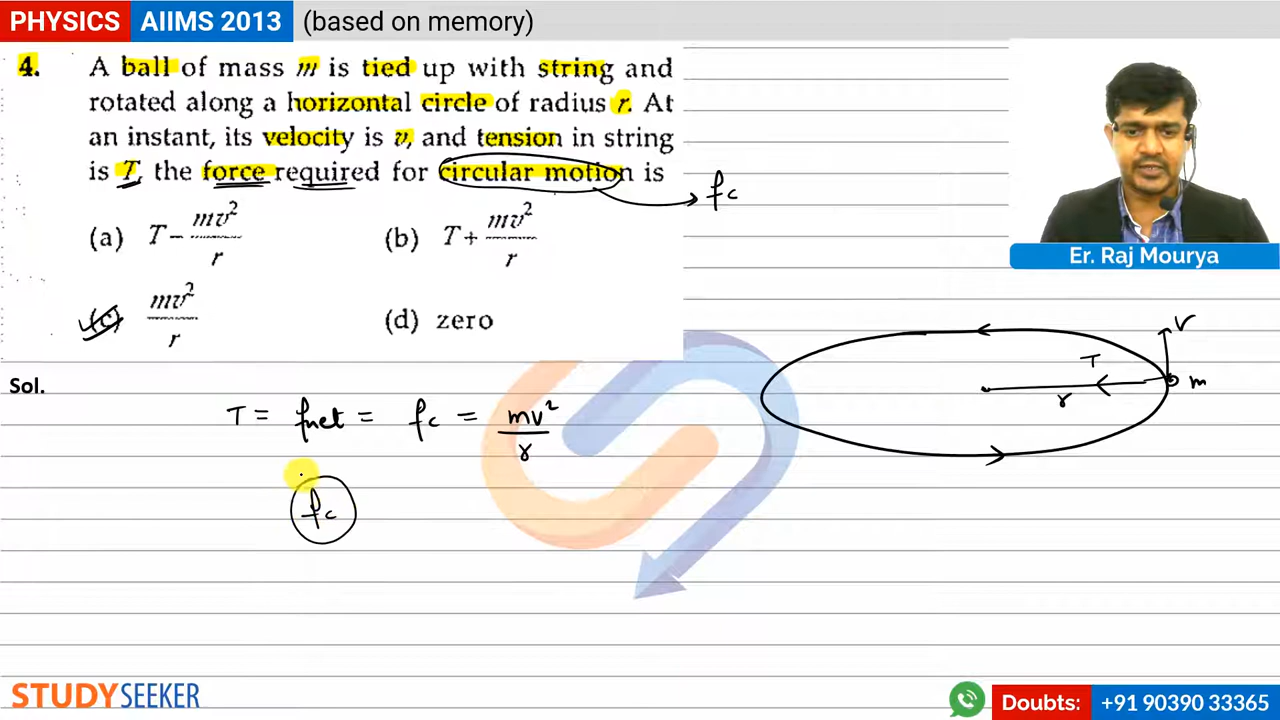 PHYSICS AIIMS 2013 (based on memory)
4. A ball of mass m is tied up with string and
rotated along a horizontal circle of radius r. At
an instant, its velocity is v, and tension in string
is T, the force required for circular motion is
fc
(a) T − mv²/r (b) T + mv²/r
(c) mv²/r (d) zero
Er. Raj Mourya
Sol.
T = fnet = fc = mv²/r
fc
V
T
r
m
STUDYSEEKER
Doubts: +91 90390 33365